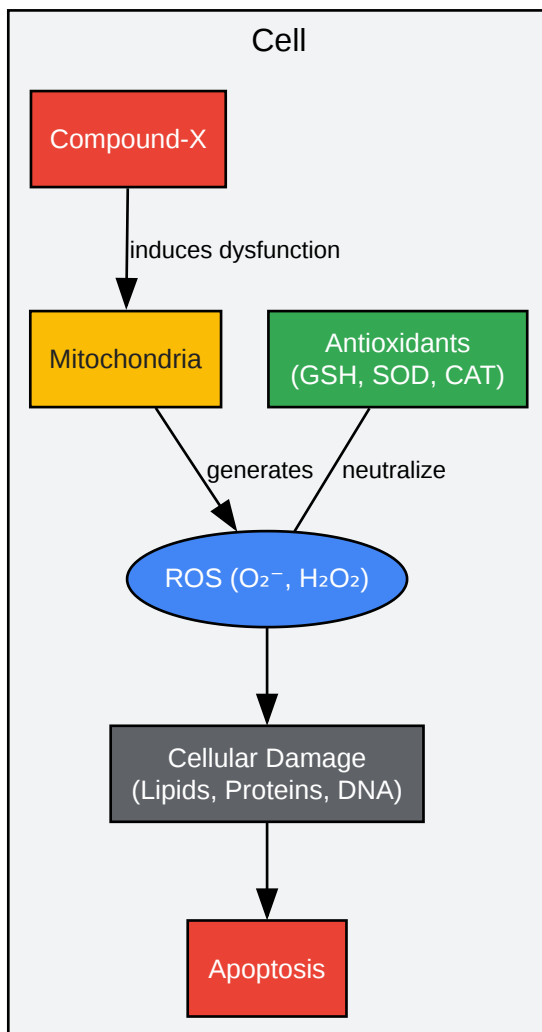 Cell
Compound-X
induces dysfunction
Mitochondria
Antioxidants
(GSH, SOD, CAT)
generates
neutralize
ROS (O₂⁻, H₂O₂)
Cellular Damage
(Lipids, Proteins, DNA)
Apoptosis